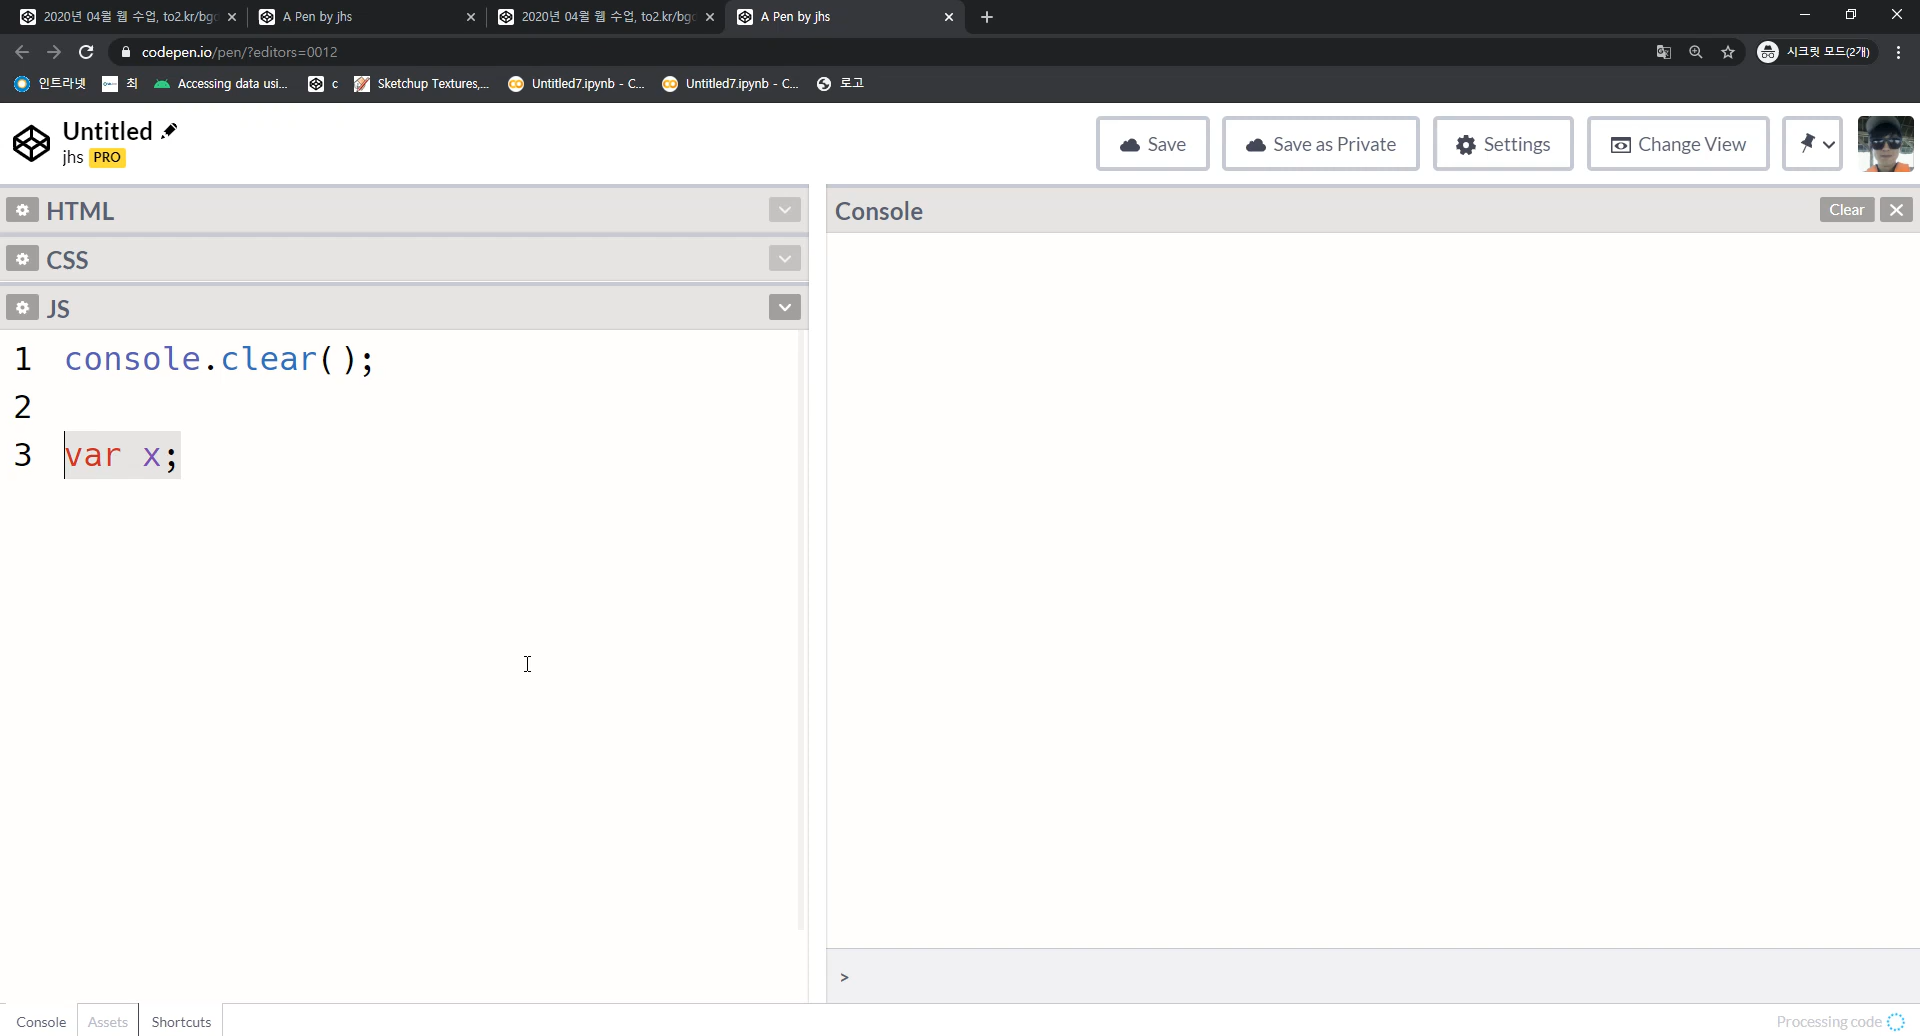 2020년 04월 웹 수업, to2.kr/bgo
A Pen by jhs
2020년 04월 웹 수업, to2.kr/bgo
A Pen by jhs
codepen.io/pen/?editors=0012
시크릿 모드(2개)
인트라넷
최
Accessing data usi...
c
Sketchup Textures,...
Untitled7.ipynb - C...
Untitled7.ipynb - C...
로고
Untitled
jhs PRO
Save
Save as Private
Settings
Change View
HTML
CSS
JS
1 console.clear();
2
3 var x;
Console
Clear
>
Console
Assets
Shortcuts
Processing code